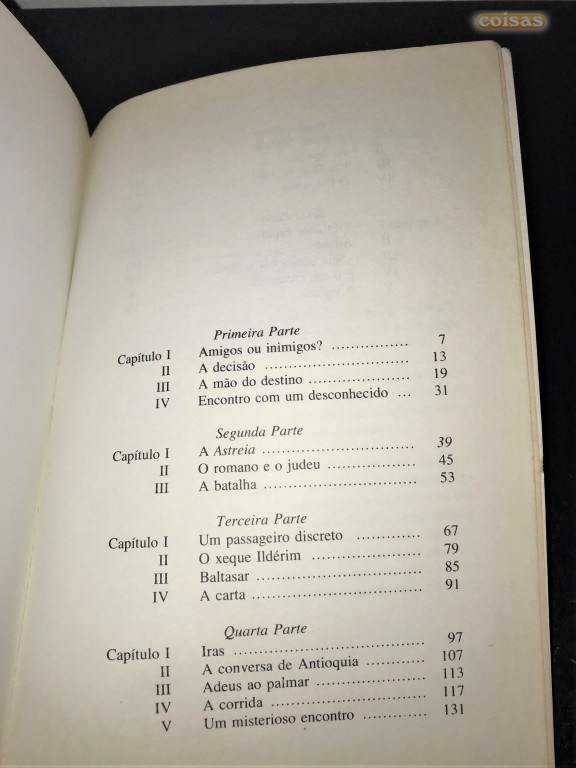 coisas
Primeira Parte
Capítulo I Amigos ou inimigos? ................ 7
II A decisão .............................. 13
III A mão do destino ..................... 19
IV Encontro com um desconhecido ... 31
Segunda Parte
Capítulo I A Astreia ............................... 39
II O romano e o judeu .................. 45
III A batalha ............................... 53
Terceira Parte
Capítulo I Um passageiro discreto ............. 67
II O xeque Ildérim ...................... 79
III Baltasar ................................. 85
IV A carta .................................. 91
Quarta Parte
Capítulo I Iras ........................................ 97
II A conversa de Antioquia ............ 107
III Adeus ao palmar ...................... 113
IV A corrida ................................ 117
V Um misterioso encontro ............. 131